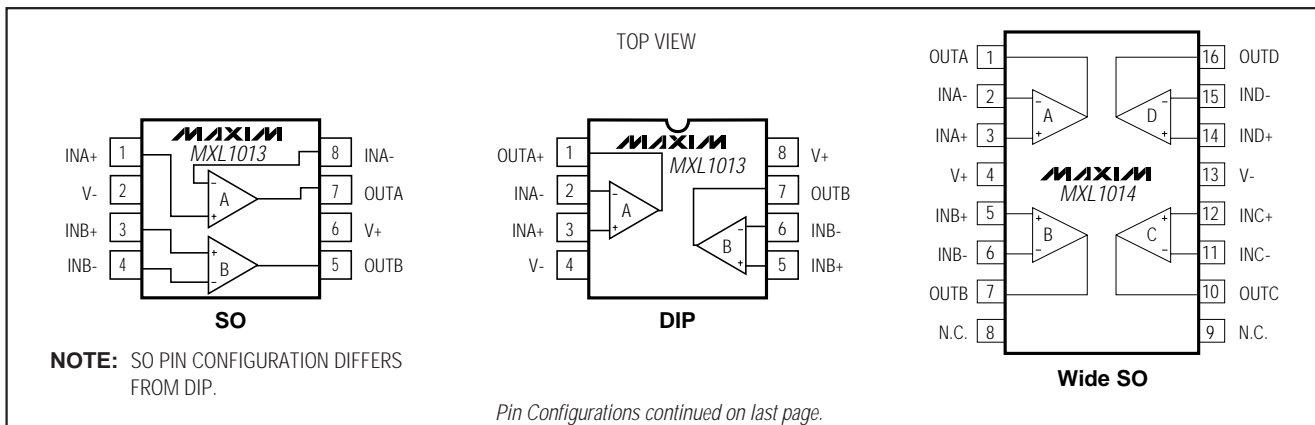 TOP VIEW
MAXIM
MXL1013
INA+ 1
V- 2
INB+ 3
INB- 4
8 INA-
7 OUTA
6 V+
5 OUTB
- A +
+ B -
SO
NOTE: SO PIN CONFIGURATION DIFFERS
FROM DIP.
MAXIM
MXL1013
OUTA+ 1
INA- 2
INA+ 3
V- 4
8 V+
7 OUTB
6 INB-
5 INB+
- A +
- B +
DIP
OUTA 1
INA- 2
INA+ 3
V+ 4
INB+ 5
INB- 6
OUTB 7
N.C. 8
16 OUTD
15 IND-
14 IND+
13 V-
12 INC+
11 INC-
10 OUTC
9 N.C.
- A +
- D +
MAXIM
MXL1014
+ B -
+ C -
Wide SO
Pin Configurations continued on last page.